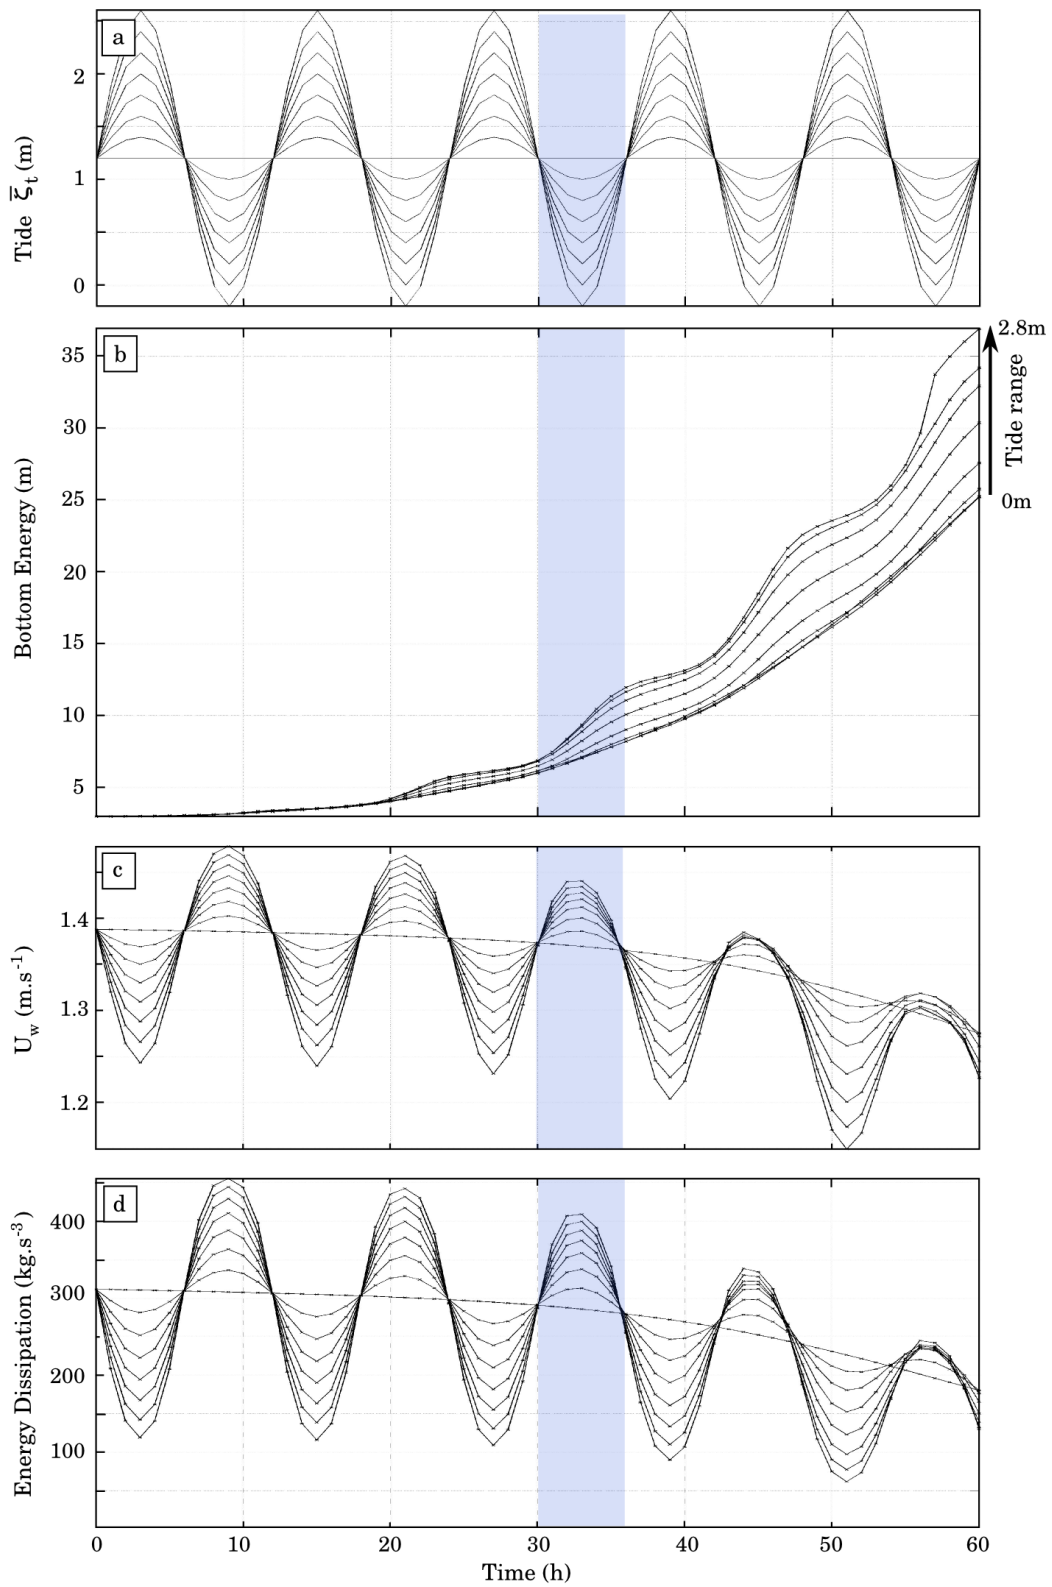 a
2
1
0
Tide ζ̅ₜ (m)
b
35
30
25
20
15
10
5
Bottom Energy (m)
2.8m
Tide range
0m
c
1.4
1.3
1.2
U_w (m.s⁻¹)
d
400
300
200
100
Energy Dissipation (kg.s⁻³)
0 10 20 30 40 50 60
Time (h)